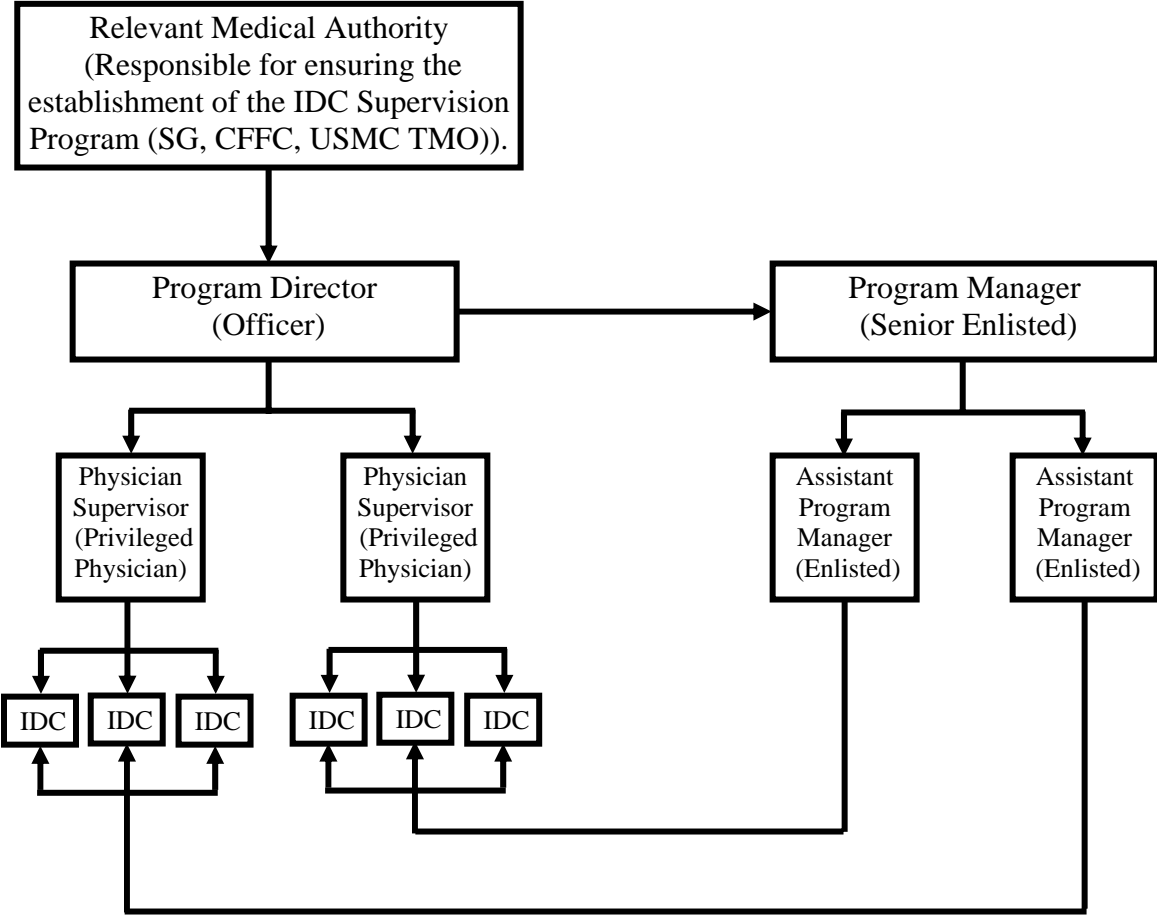 Relevant Medical Authority
(Responsible for ensuring the
establishment of the IDC Supervision
Program (SG, CFFC, USMC TMO)).
Program Director
(Officer)
Program Manager
(Senior Enlisted)
Physician
Supervisor
(Privileged
Physician)
Physician
Supervisor
(Privileged
Physician)
Assistant
Program
Manager
(Enlisted)
Assistant
Program
Manager
(Enlisted)
IDC
IDC
IDC
IDC
IDC
IDC